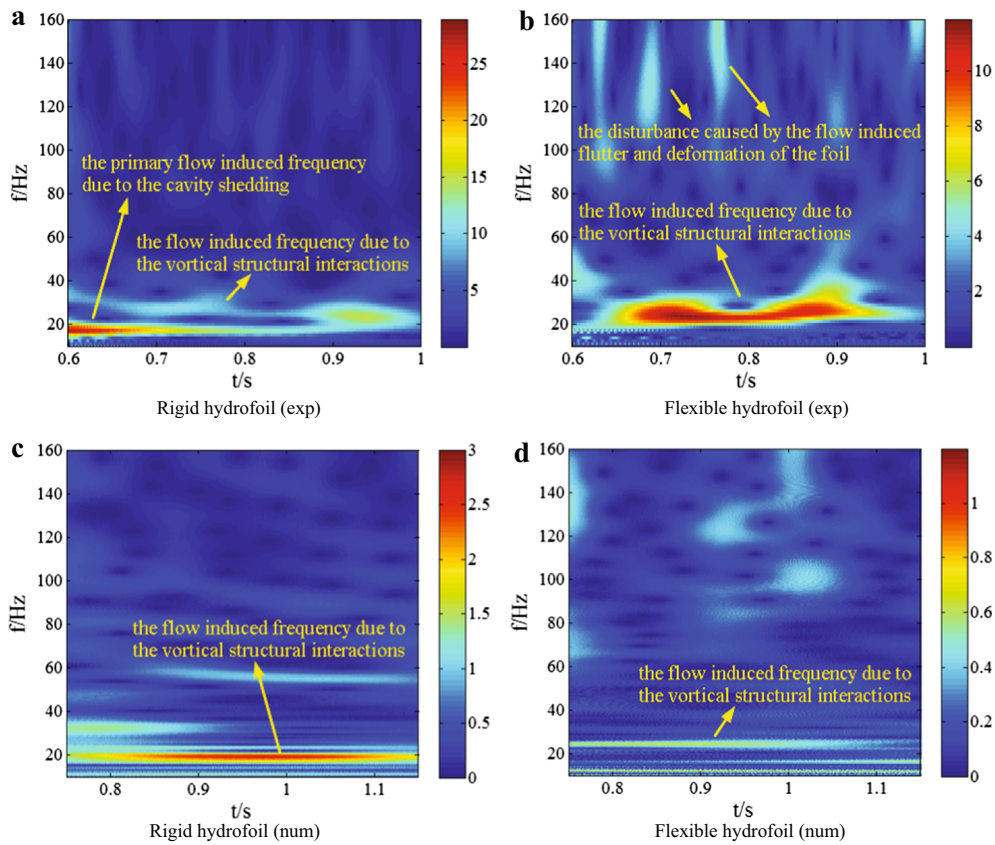 a
160
140
120
100
80
60
40
20
f/Hz
0.6
0.7
0.8
0.9
1
t/s
25
20
15
10
5
the primary flow induced frequency
due to the cavity shedding
the flow induced frequency due to
the vortical structural interactions
Rigid hydrofoil (exp)
b
160
140
120
100
80
60
40
20
f/Hz
0.6
0.7
0.8
0.9
1
t/s
10
8
6
4
2
the disturbance caused by the flow induced
flutter and deformation of the foil
the flow induced frequency due to
the vortical structural interactions
Flexible hydrofoil (exp)
c
160
140
120
100
80
60
40
20
f/Hz
0.8
0.9
1
1.1
t/s
3
2.5
2
1.5
1
0.5
0
the flow induced frequency due to
the vortical structural interactions
Rigid hydrofoil (num)
d
160
140
120
100
80
60
40
20
f/Hz
0.8
0.9
1
1.1
t/s
1
0.8
0.6
0.4
0.2
0
the flow induced frequency due to
the vortical structural interactions
Flexible hydrofoil (num)